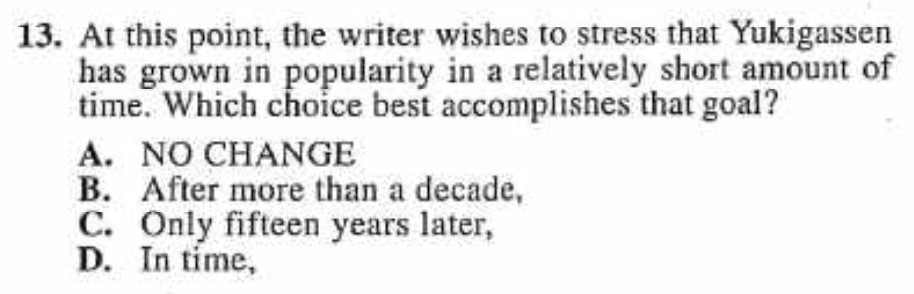 13. At this point, the writer wishes to stress that Yukigassen
has grown in popularity in a relatively short amount of
time. Which choice best accomplishes that goal?
A. NO CHANGE
B. After more than a decade,
C. Only fifteen years later,
D. In time,